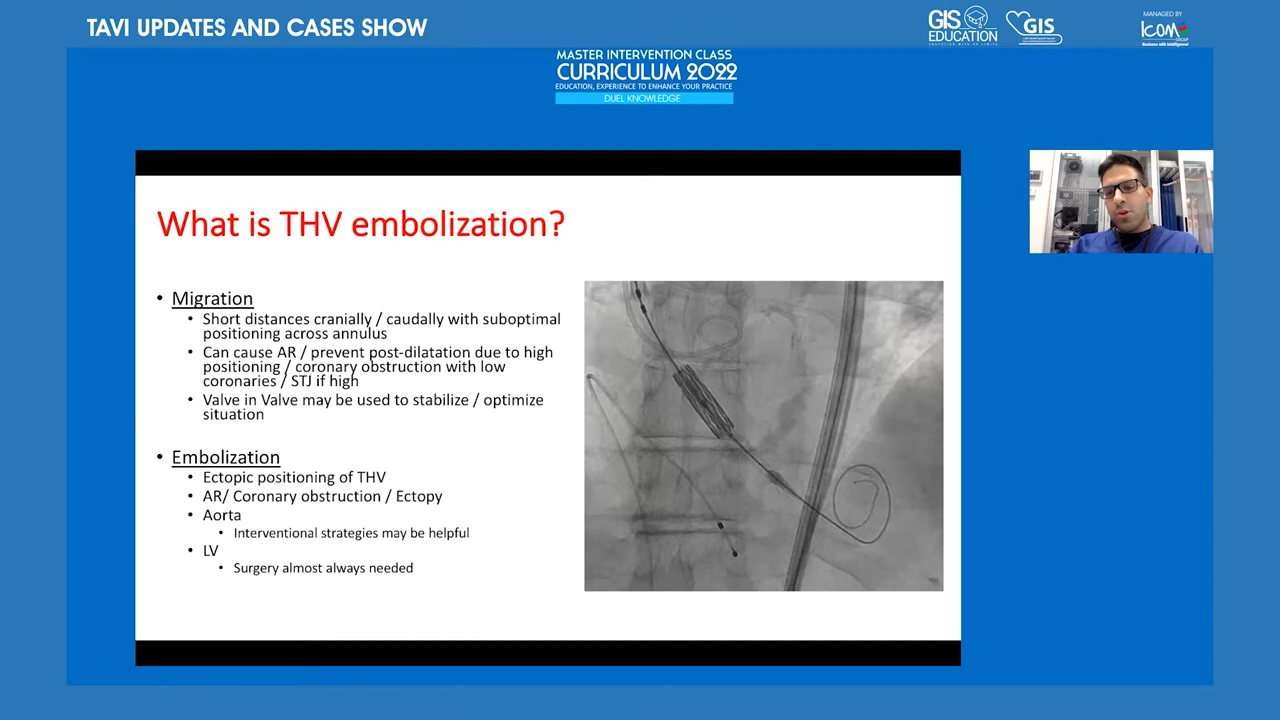 TAVI UPDATES AND CASES SHOW
GIS
EDUCATION
GIS
MANAGED BY
ICOM
GROUP
Business with Intelligence!
MASTER INTERVENTION CLASS
CURRICULUM 2022
EDUCATION, EXPERIENCE TO ENHANCE YOUR PRACTICE
DUEL KNOWLEDGE
What is THV embolization?
• Migration
• Short distances cranially / caudally with suboptimal
positioning across annulus
• Can cause AR / prevent post-dilatation due to high
positioning / coronary obstruction with low
coronaries / STJ if high
• Valve in Valve may be used to stabilize / optimize
situation
• Embolization
• Ectopic positioning of THV
• AR/ Coronary obstruction / Ectopy
• Aorta
• Interventional strategies may be helpful
• LV
• Surgery almost always needed